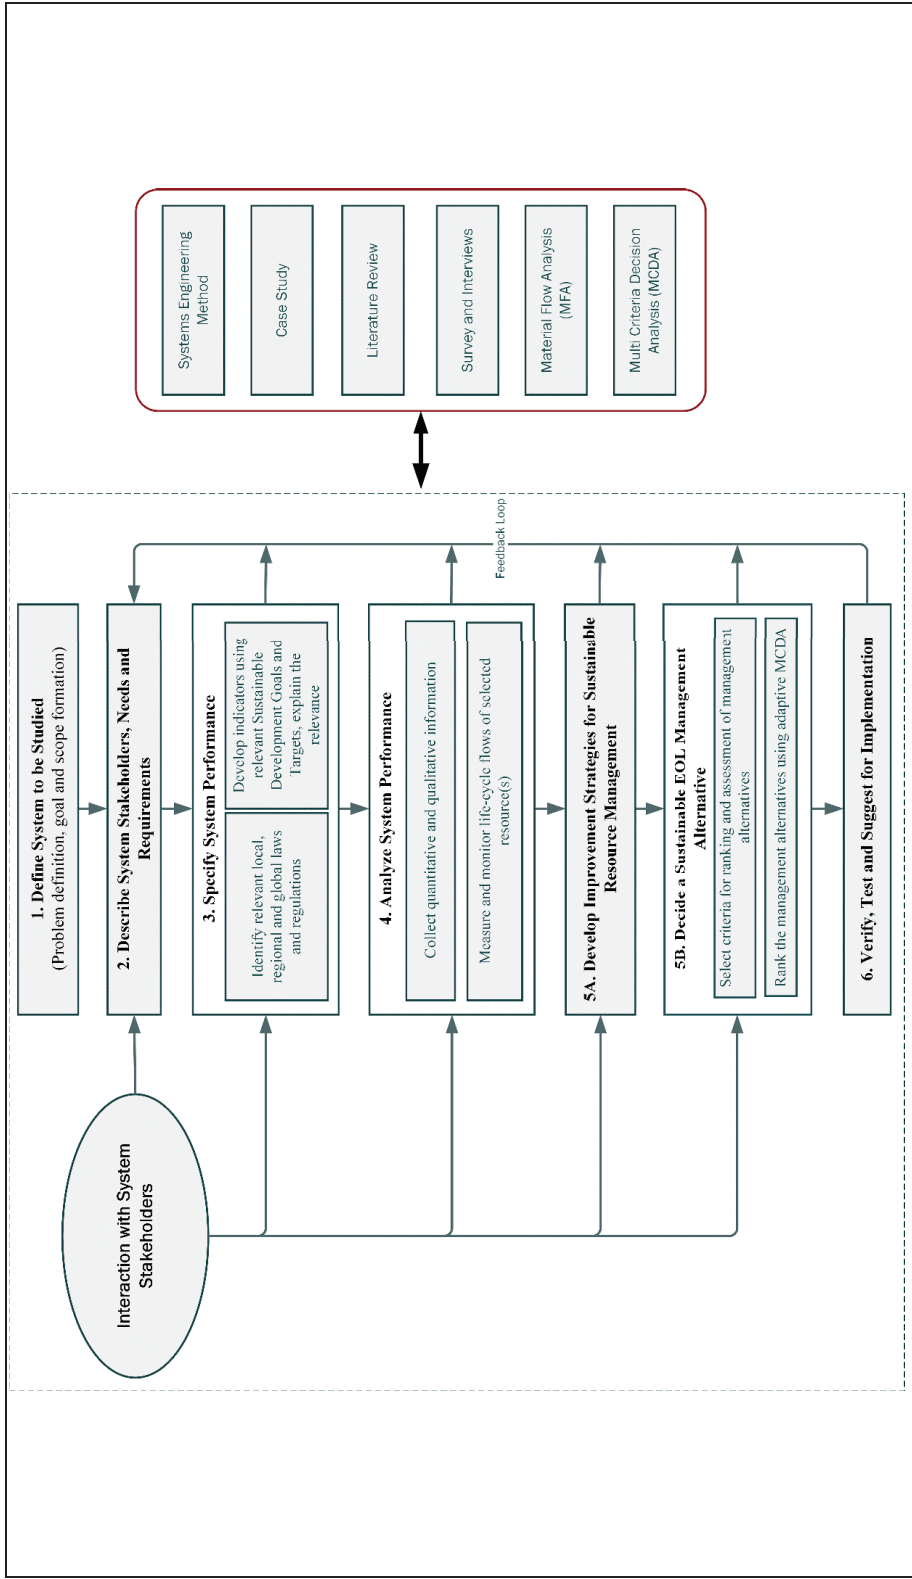 Interaction with System
Stakeholders
1. Define System to be Studied
(Problem definition, goal and scope formation)
2. Describe System Stakeholders, Needs and
Requirements
3. Specify System Performance
Identify relevant local,
regional and global laws
and regulations
Develop indicators using
relevant Sustainable
Development Goals and
Targets, explain the
relevance
4. Analyze System Performance
Collect quantitative and qualitative information
Measure and monitor life-cycle flows of selected
resource(s)
5A. Develop Improvement Strategies for Sustainable
Resource Management
5B. Decide a Sustainable EOL Management
Alternative
Select criteria for ranking and assessment of management
alternatives
Rank the management alternatives using adaptive MCDA
6. Verify, Test and Suggest for Implementation
Feedback Loop
Systems Engineering
Method
Case Study
Literature Review
Survey and Interviews
Material Flow Analysis
(MFA)
Multi Criteria Decision
Analysis (MCDA)